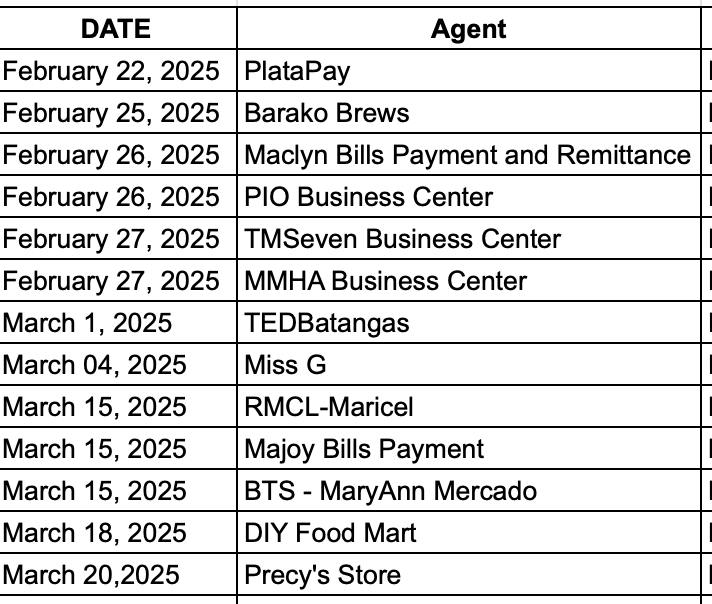 DATE Agent
February 22, 2025 PlataPay
February 25, 2025 Barako Brews
February 26, 2025 Maclyn Bills Payment and Remittance
February 26, 2025 PIO Business Center
February 27, 2025 TMSeven Business Center
February 27, 2025 MMHA Business Center
March 1, 2025 TEDBatangas
March 04, 2025 Miss G
March 15, 2025 RMCL-Maricel
March 15, 2025 Majoy Bills Payment
March 15, 2025 BTS - MaryAnn Mercado
March 18, 2025 DIY Food Mart
March 20,2025 Precy's Store